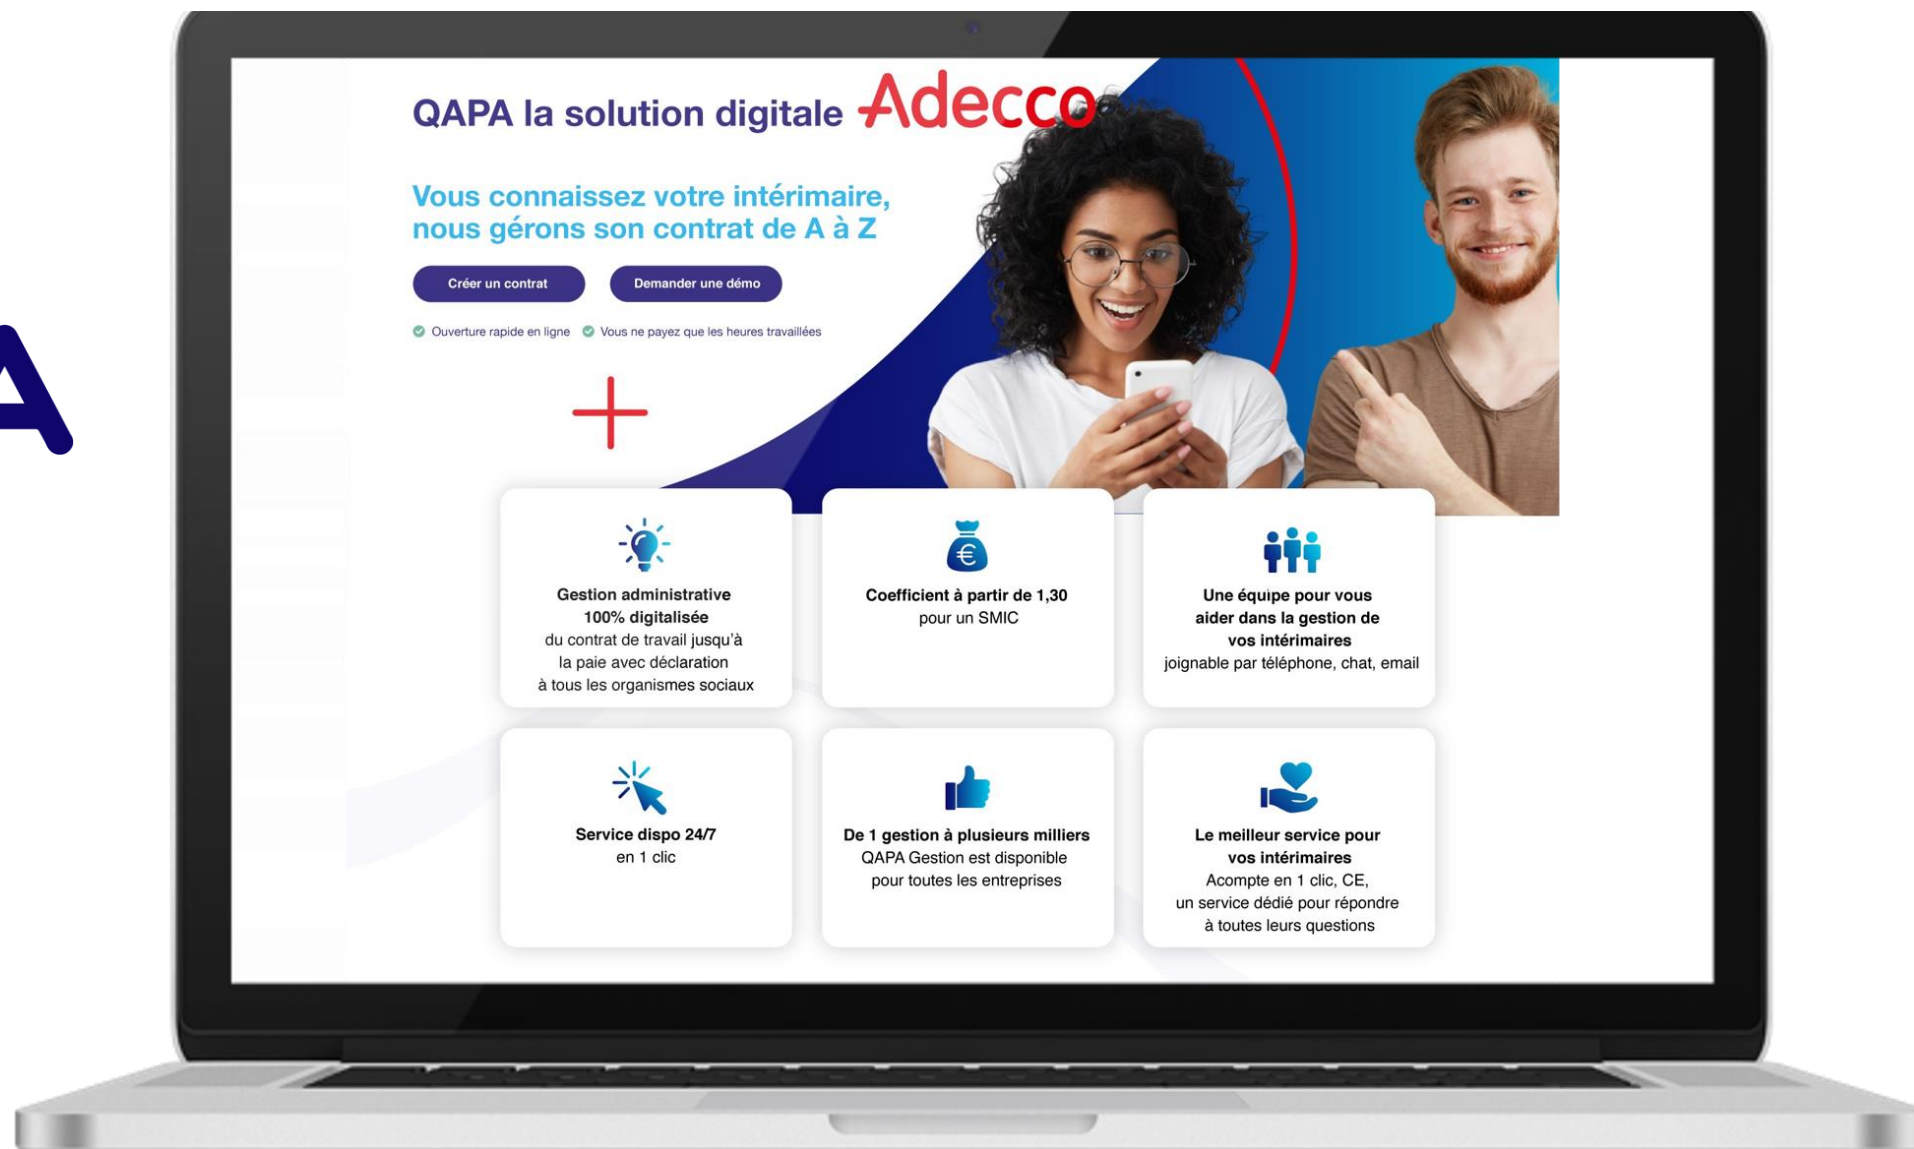 QAPA la solution digitale Adecco
Vous connaissez votre intérimaire,
nous gérons son contrat de A à Z
Créer un contrat
Demander une démo
Ouverture rapide en ligne
Vous ne payez que les heures travaillées
A
Gestion administrative
100% digitalisée
du contrat de travail jusqu'à
la paie avec déclaration
à tous les organismes sociaux
Coefficient à partir de 1,30
pour un SMIC
Une équipe pour vous
aider dans la gestion de
vos intérimaires
joignable par téléphone, chat, email
Service dispo 24/7
en 1 clic
De 1 gestion à plusieurs milliers
QAPA Gestion est disponible
pour toutes les entreprises
Le meilleur service pour
vos intérimaires
Acompte en 1 clic, CE,
un service dédié pour répondre
à toutes leurs questions